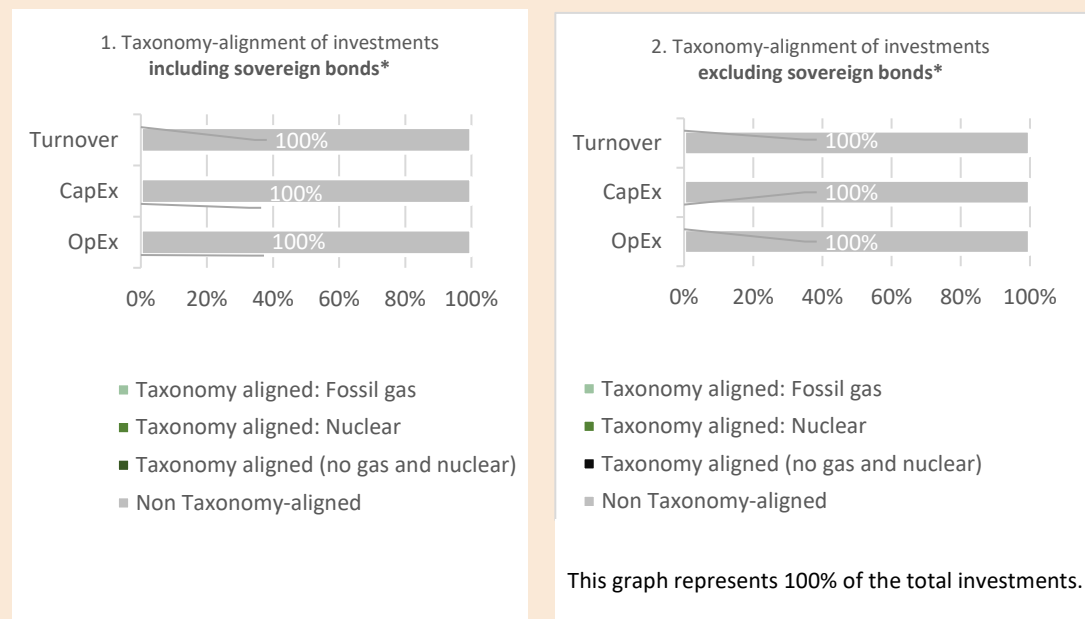 1. Taxonomy-alignment of investments
including sovereign bonds*
Turnover
100%
CapEx
100%
OpEx
100%
0% 20% 40% 60% 80% 100%
Taxonomy aligned: Fossil gas
Taxonomy aligned: Nuclear
Taxonomy aligned (no gas and nuclear)
Non Taxonomy-aligned
2. Taxonomy-alignment of investments
excluding sovereign bonds*
Turnover
100%
CapEx
100%
OpEx
100%
0% 20% 40% 60% 80% 100%
Taxonomy aligned: Fossil gas
Taxonomy aligned: Nuclear
Taxonomy aligned (no gas and nuclear)
Non Taxonomy-aligned
This graph represents 100% of the total investments.